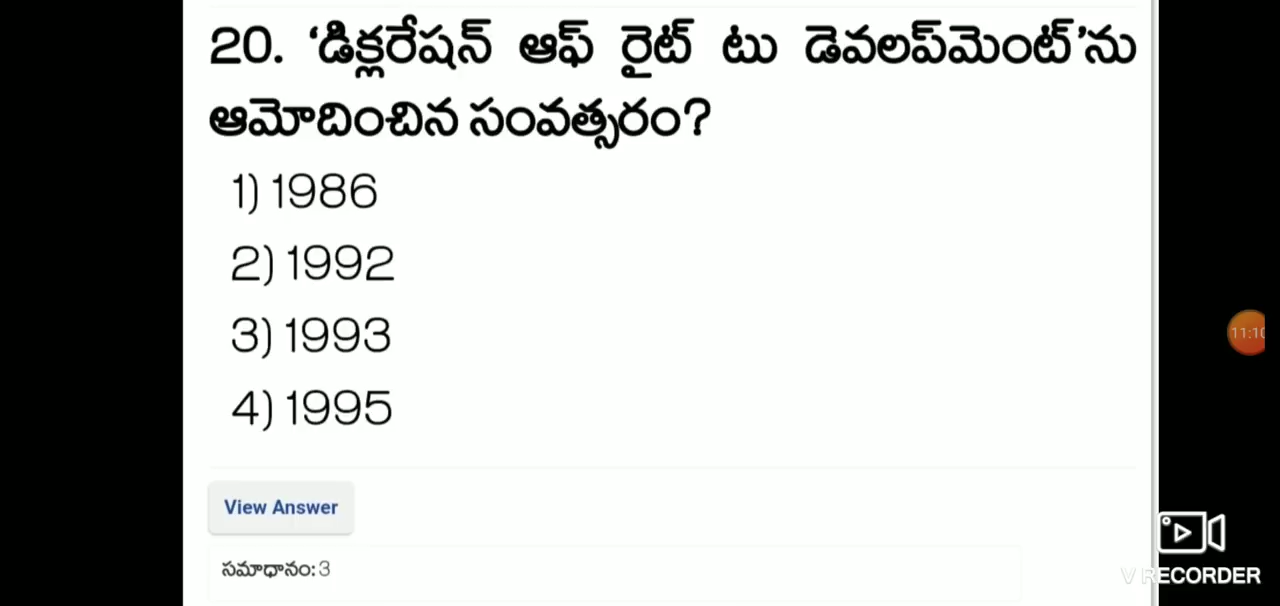 20. ‘డిక్లరేషన్ ఆఫ్ రైట్ టు డెవలప్‌మెంట్’ను
ఆమోదించిన సంవత్సరం?
1) 1986
2) 1992
3) 1993
4) 1995
View Answer
సమాధానం: 3
11:10
V RECORDER